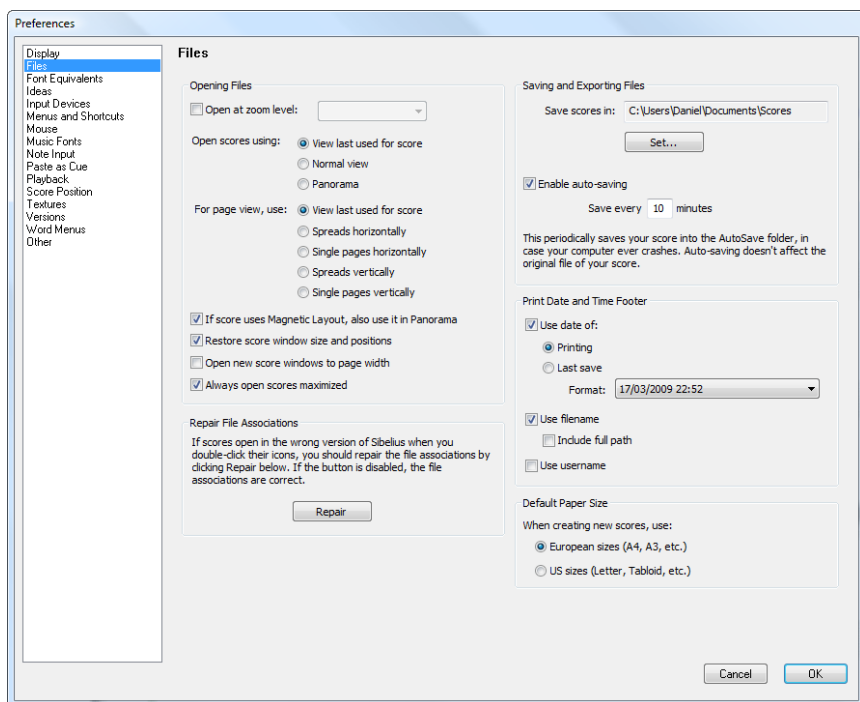 Preferences
Display
Files
Font Equivalents
Ideas
Input Devices
Menus and Shortcuts
Mouse
Music Fonts
Note Input
Paste as Cue
Playback
Score Position
Textures
Versions
Word Menus
Other
Files
Opening Files
Open at zoom level:
Open scores using:
View last used for score
Normal view
Panorama
For page view, use:
View last used for score
Spreads horizontally
Single pages horizontally
Spreads vertically
Single pages vertically
If score uses Magnetic Layout, also use it in Panorama
Restore score window size and positions
Open new score windows to page width
Always open scores maximized
Repair File Associations
If scores open in the wrong version of Sibelius when you
double-click their icons, you should repair the file associations by
clicking Repair below. If the button is disabled, the file
associations are correct.
Repair
Saving and Exporting Files
Save scores in: C:\Users\Daniel\Documents\Scores
Set...
Enable auto-saving
Save every 10 minutes
This periodically saves your score into the AutoSave folder, in
case your computer ever crashes. Auto-saving doesn't affect the
original file of your score.
Print Date and Time Footer
Use date of:
Printing
Last save
Format: 17/03/2009 22:52
Use filename
Include full path
Use username
Default Paper Size
When creating new scores, use:
European sizes (A4, A3, etc.)
US sizes (Letter, Tabloid, etc.)
Cancel
OK